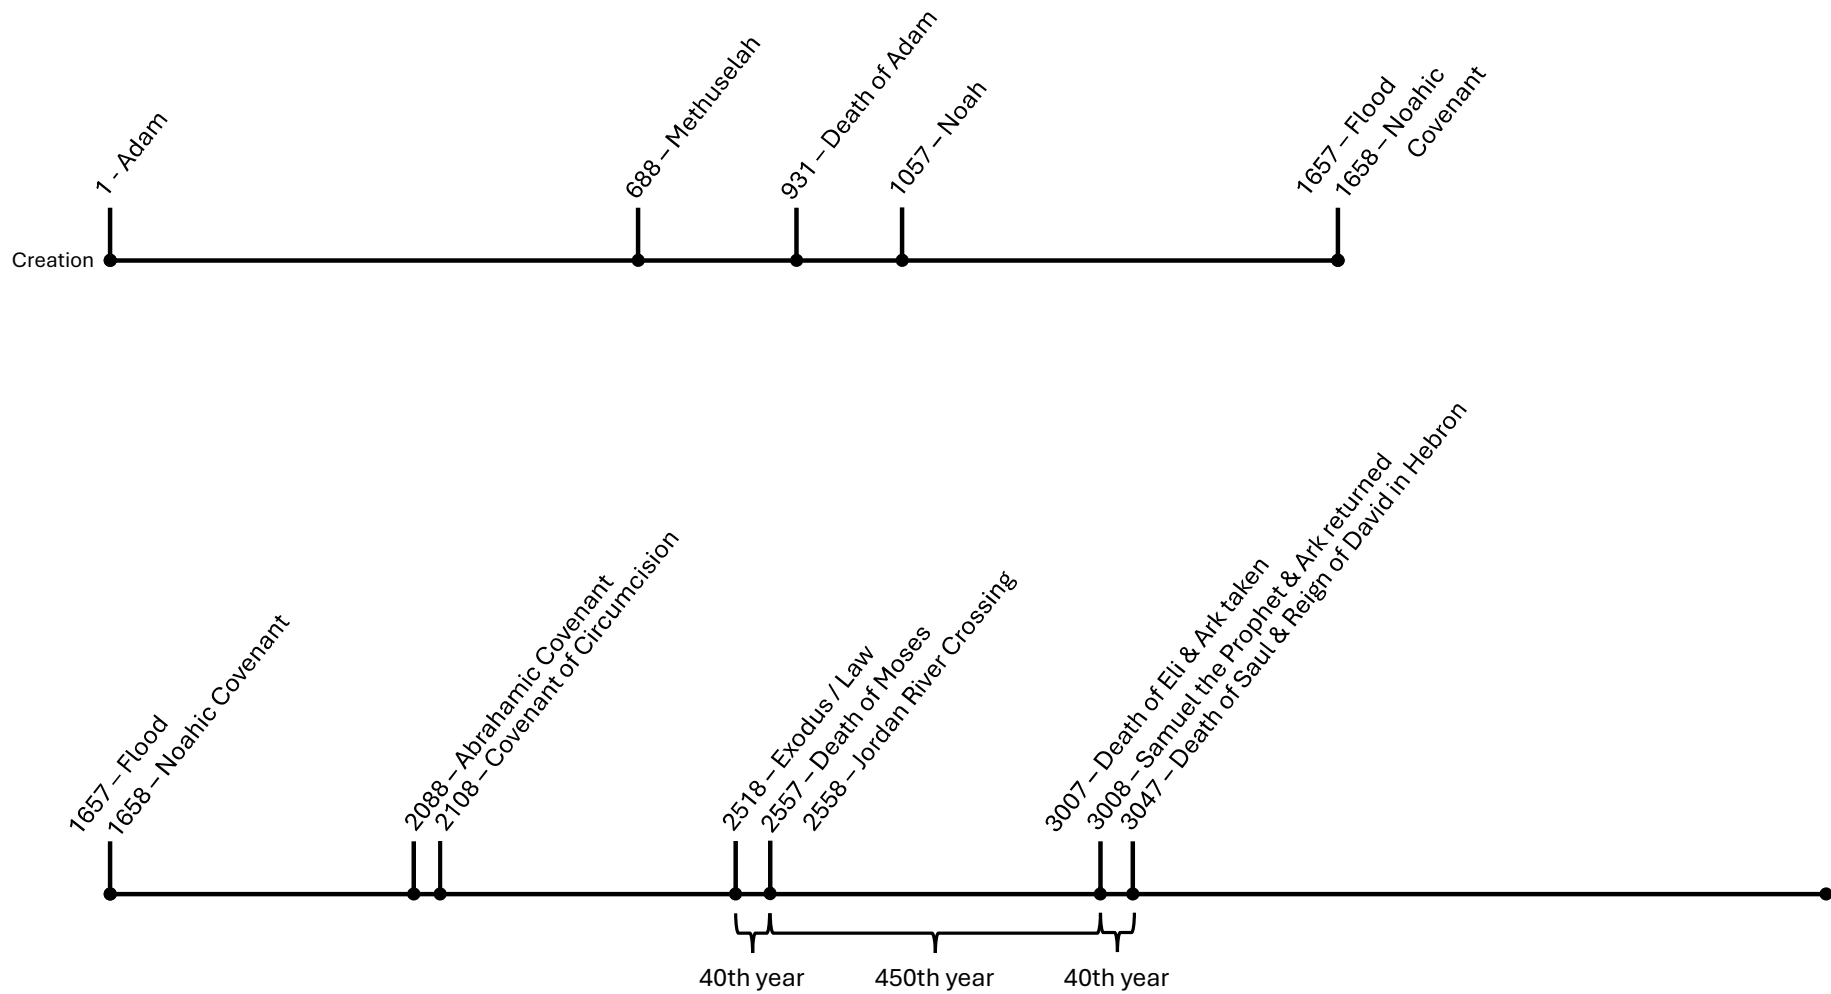 1 - Adam
688 – Methuselah
931 – Death of Adam
1057 – Noah
1657 – Flood
1658 – Noahic
Covenant
Creation
1657 – Flood
1658 – Noahic Covenant
2088 – Abrahamic Covenant
2108 – Covenant of Circumcision
2518 – Exodus / Law
2557 – Death of Moses
2558 – Jordan River Crossing
3007 – Death of Eli & Ark taken
3008 – Samuel the Prophet & Ark returned
3047 – Death of Saul & Reign of David in Hebron
40th year
450th year
40th year